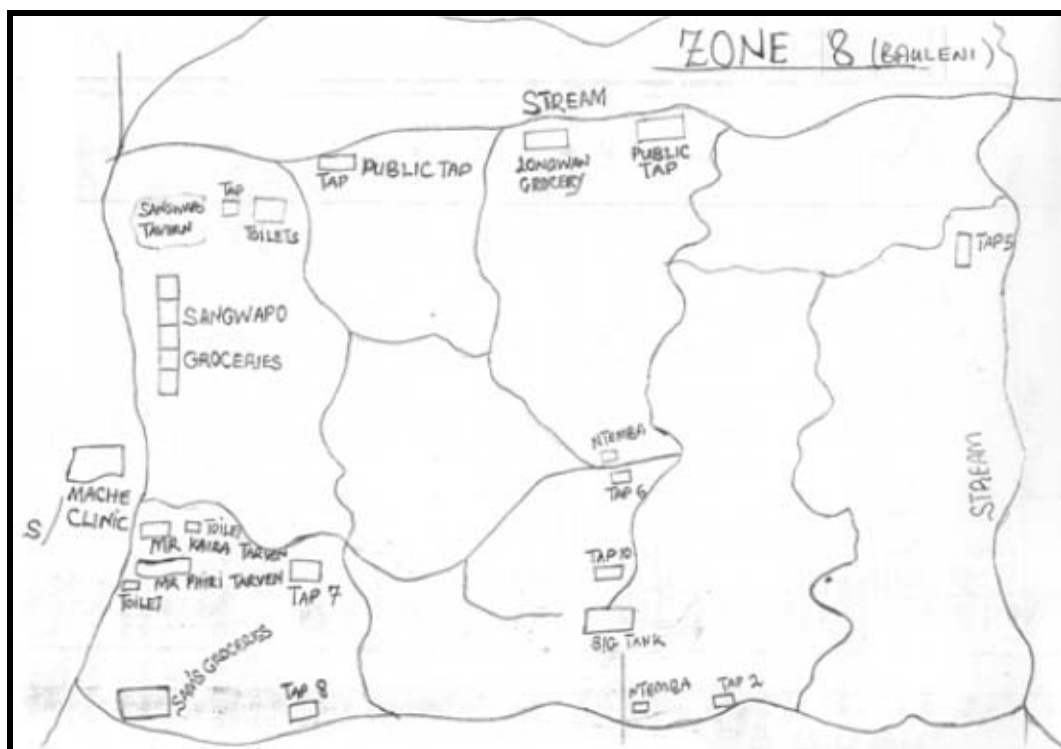 ZONE 8 (BAULENI)
STREAM
TAP
PUBLIC TAP
LONGWAN
GROCERY
PUBLIC
TAP
SANGWAPO
TAVERN
TAP
TOILETS
TAP 5
SANGWAPO
GROCERIES
NTEMBA
TAP 6
STREAM
MACHE
CLINIC
S
TOILET
MR KAIRA TARVEN
MR PHIRI TARVEN
TOILET
TAP 7
TAP 10
BIG TANK
SAM'S GROCERIES
TAP 8
NTEMBA
TAP 2